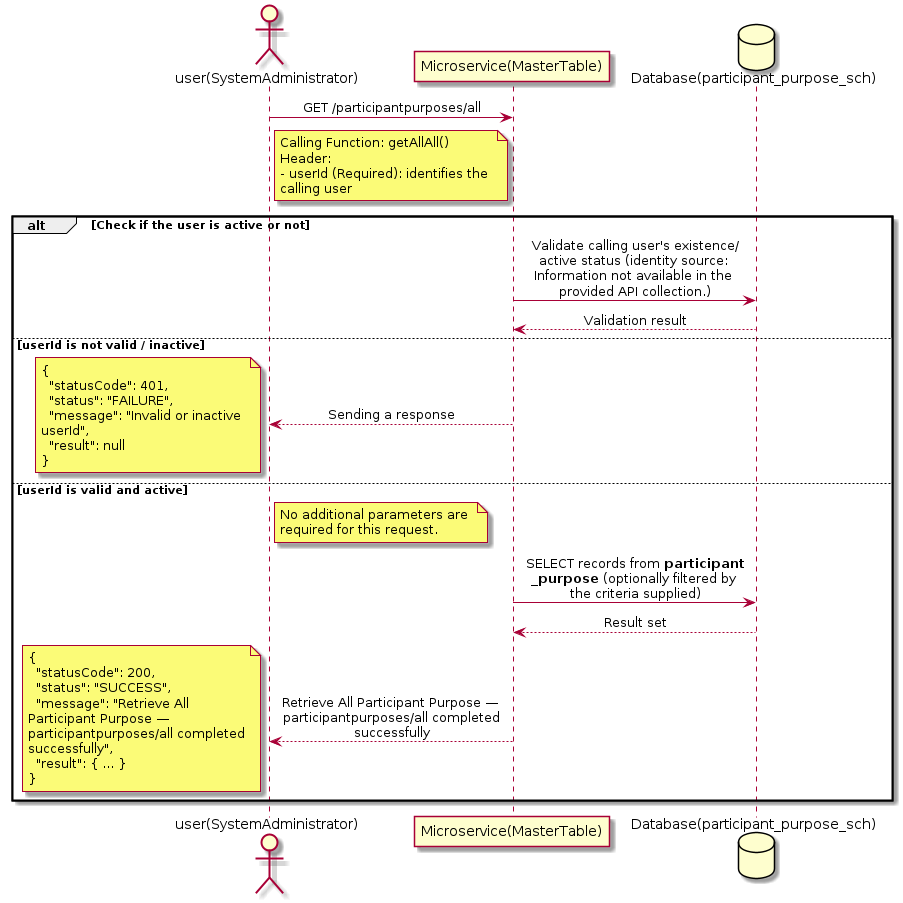 user(SystemAdministrator)
Microservice(MasterTable)
Database(participant_purpose_sch)
GET /participantpurposes/all
Calling Function: getAllAll()
Header:
- userId (Required): identifies the
calling user
alt
[Check if the user is active or not]
Validate calling user's existence/
active status (identity source:
Information not available in the
provided API collection.)
Validation result
[userId is not valid / inactive]
{
"statusCode": 401,
"status": "FAILURE",
"message": "Invalid or inactive
userId",
"result": null
}
Sending a response
[userId is valid and active]
No additional parameters are
required for this request.
SELECT records from participant
_purpose (optionally filtered by
the criteria supplied)
Result set
{
"statusCode": 200,
"status": "SUCCESS",
"message": "Retrieve All
Participant Purpose —
participantpurposes/all completed
successfully",
"result": { ... }
}
Retrieve All Participant Purpose —
participantpurposes/all completed
successfully
user(SystemAdministrator)
Microservice(MasterTable)
Database(participant_purpose_sch)